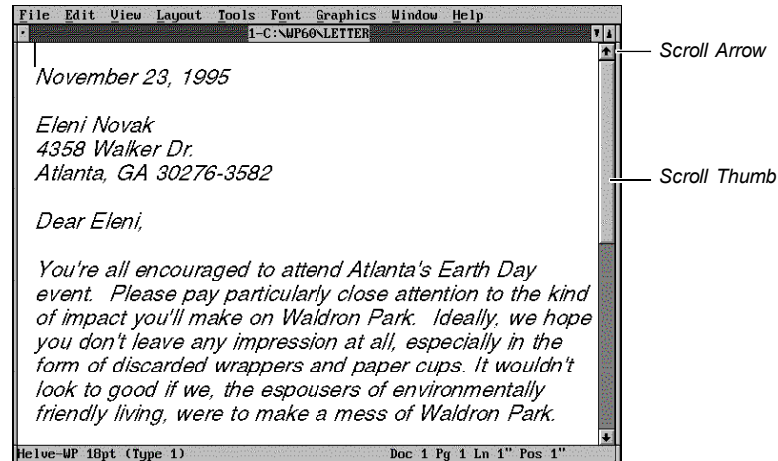 File Edit View Layout Tools Font Graphics Window Help
1-C:\WP60\LETTER
Scroll Arrow
November 23, 1995
Eleni Novak
4358 Walker Dr.
Atlanta, GA 30276-3582
Scroll Thumb
Dear Eleni,
You're all encouraged to attend Atlanta's Earth Day
event. Please pay particularly close attention to the kind
of impact you'll make on Waldron Park. Ideally, we hope
you don't leave any impression at all, especially in the
form of discarded wrappers and paper cups. It wouldn't
look to good if we, the espousers of environmentally
friendly living, were to make a mess of Waldron Park.
Helve-WP 18pt (Type 1) Doc 1 Pg 1 Ln 1" Pos 1"